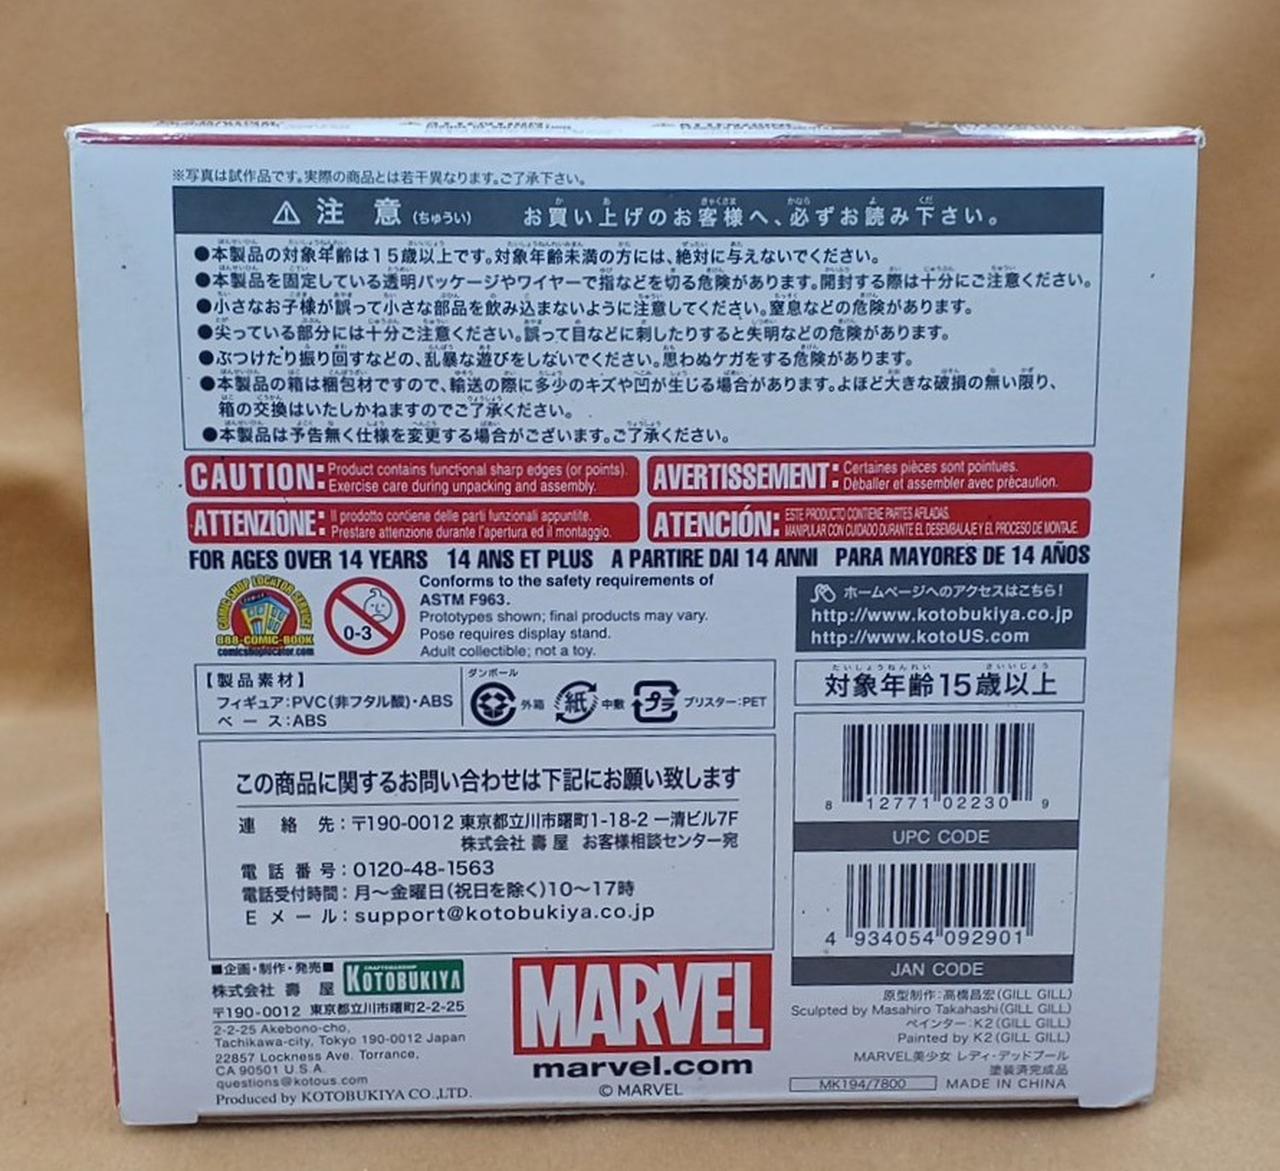 ※写真は試作品です。実際の商品とは若干異なります。ご了承下さい。
⚠ 注 意 (ちゅうい) お買い上げのお客様へ、必ずお読み下さい。
●本製品の対象年齢は15歳以上です。対象年齢未満の方には、絶対に与えないでください。
●本製品を固定している透明パッケージやワイヤーで指などを切る危険があります。開封する際は十分にご注意ください。
●小さなお子様が誤って小さな部品を飲み込まないように注意してください。窒息などの危険があります。
●尖っている部分には十分ご注意ください。誤って目などに刺したりすると失明などの危険があります。
●ぶつけたり振り回すなどの、乱暴な遊びをしないでください。思わぬケガをする危険があります。
●本製品の箱は梱包材ですので、輸送の際に多少のキズや凹が生じる場合があります。よほど大きな破損の無い限り、
箱の交換はいたしかねますのでご了承ください。
●本製品は予告無く仕様を変更する場合がございます。ご了承ください。
CAUTION: Product contains functional sharp edges (or points).
Exercise care during unpacking and assembly.
AVERTISSEMENT: Certaines pièces sont pointues.
Déballer et assembler avec précaution.
ATTENZIONE: Il prodotto contiene delle parti funzionali appuntite.
Prestare attenzione durante l'apertura ed il montaggio.
ATENCIÓN: ESTE PRODUCTO CONTIENE PARTES AFILADAS.
MANIPULAR CON CUIDADO DURANTE EL DESEMBALAJE Y EL PROCESO DE MONTAJE.
FOR AGES OVER 14 YEARS 14 ANS ET PLUS A PARTIRE DAI 14 ANNI PARA MAYORES DE 14 AÑOS
COMIC SHOP LOCATOR SERVICE
COMICS
888-COMIC-BOOK
comicshoplocator.com
0-3
Conforms to the safety requirements of
ASTM F963.
Prototypes shown; final products may vary.
Pose requires display stand.
Adult collectible; not a toy.
ホームページへのアクセスはこちら!
http://www.kotobukiya.co.jp
http://www.kotoUS.com
【製品素材】
フィギュア:PVC(非フタル酸)・ABS
ベース:ABS
ダンボール
外箱 紙 中敷 プラ ブリスター:PET
対象年齢15歳以上
この商品に関するお問い合わせは下記にお願い致します
連絡先:〒190-0012 東京都立川市曙町1-18-2 一清ビル7F
株式会社 壽屋 お客様相談センター宛
電話番号:0120-48-1563
電話受付時間:月~金曜日(祝日を除く)10~17時
Eメール:support@kotobukiya.co.jp
8 12771 02230 9
UPC CODE
4 934054 092901
JAN CODE
■企画・制作・発売■
株式会社 壽屋
CRAFTSMANSHIP
KOTOBUKIYA
〒190-0012 東京都立川市曙町2-2-25
2-2-25 Akebono-cho,
Tachikawa-city, Tokyo 190-0012 Japan
22857 Lockness Ave. Torrance,
CA 90501 U.S.A.
questions@kotous.com
Produced by KOTOBUKIYA CO.,LTD.
MARVEL
marvel.com
© MARVEL
原型制作:高橋昌宏(GILL GILL)
Sculpted by Masahiro Takahashi(GILL GILL)
ペインター:K2(GILL GILL)
Painted by K2(GILL GILL)
MARVEL美少女 レディ・デッドプール
塗装済完成品
MK194/7800 MADE IN CHINA